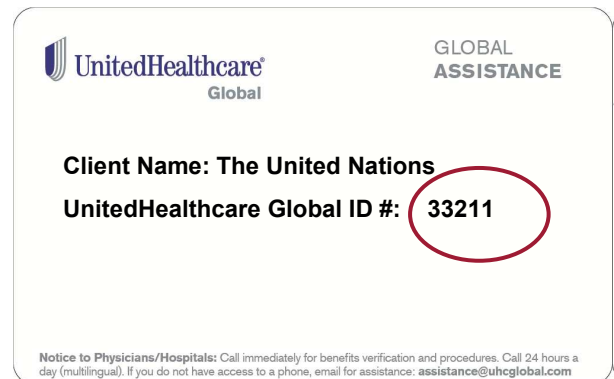 UnitedHealthcare®
Global
GLOBAL
ASSISTANCE
Client Name: The United Nations
UnitedHealthcare Global ID #: 33211
Notice to Physicians/Hospitals: Call immediately for benefits verification and procedures. Call 24 hours a
day (multilingual). If you do not have access to a phone, email for assistance: assistance@uhcglobal.com